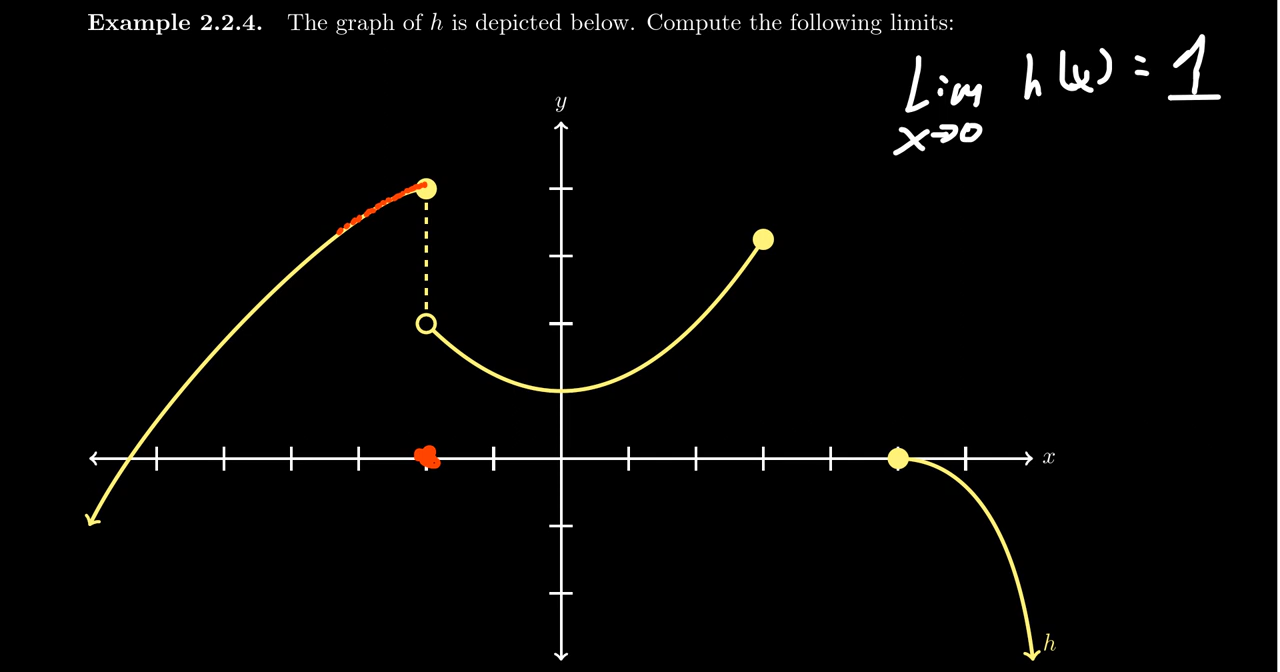 Example 2.2.4. The graph of h is depicted below. Compute the following limits:
Lim h(x) = 1
x→0
y
x
h